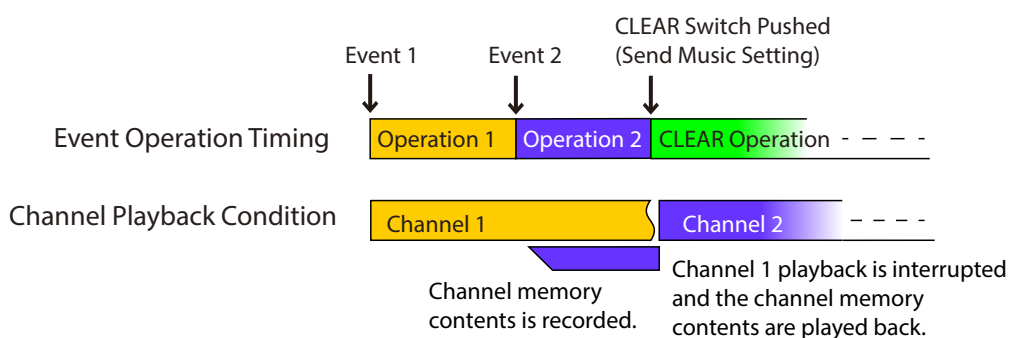 CLEAR Switch Pushed
(Send Music Setting)
Event 1
Event 2
Event Operation Timing
Operation 1
Operation 2
CLEAR Operation
Channel Playback Condition
Channel 1
Channel 2
Channel memory
contents is recorded.
Channel 1 playback is interrupted
and the channel memory
contents are played back.